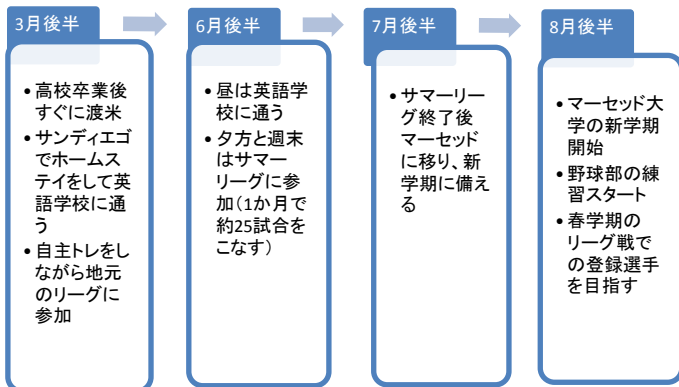 3月後半
• 高校卒業後
すぐに渡米
• サンディエゴ
でホームス
テイをして英
語学校に通
う
• 自主トレをし
ながら地元
のリーグに
参加
6月後半
• 昼は英語学
校に通う
• 夕方と週末
はサマー
リーグに参
加(1か月で
約25試合を
こなす)
7月後半
• サマーリー
グ終了後
マーセッド
に移り、新
学期に備え
る
8月後半
• マーセッド大
学の新学期
開始
• 野球部の練
習スタート
• 春学期の
リーグ戦で
の登録選手
を目指す